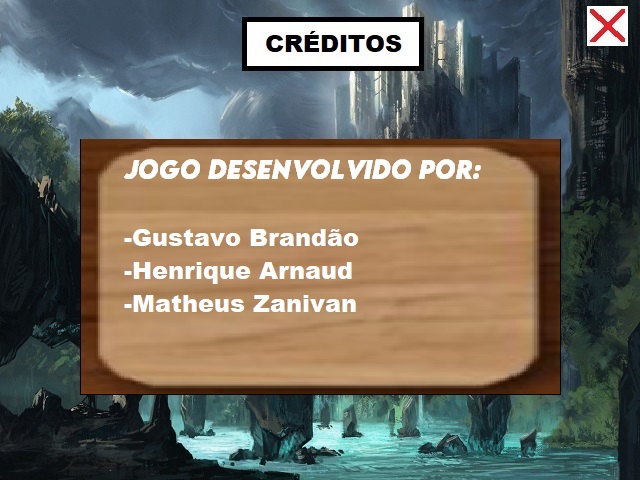 CRÉDITOS
JOGO DESENVOLVIDO POR:
-Gustavo Brandão
-Henrique Arnaud
-Matheus Zanivan